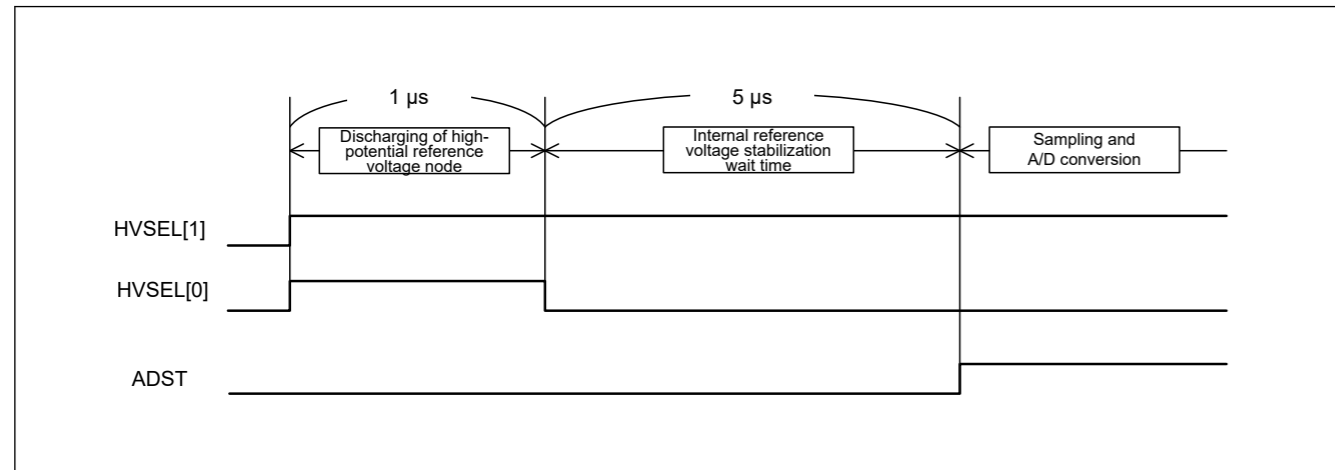 1 µs
5 µs
Discharging of high-
potential reference
voltage node
Internal reference
voltage stabilization
wait time
Sampling and
A/D conversion
HVSEL[1]
HVSEL[0]
ADST